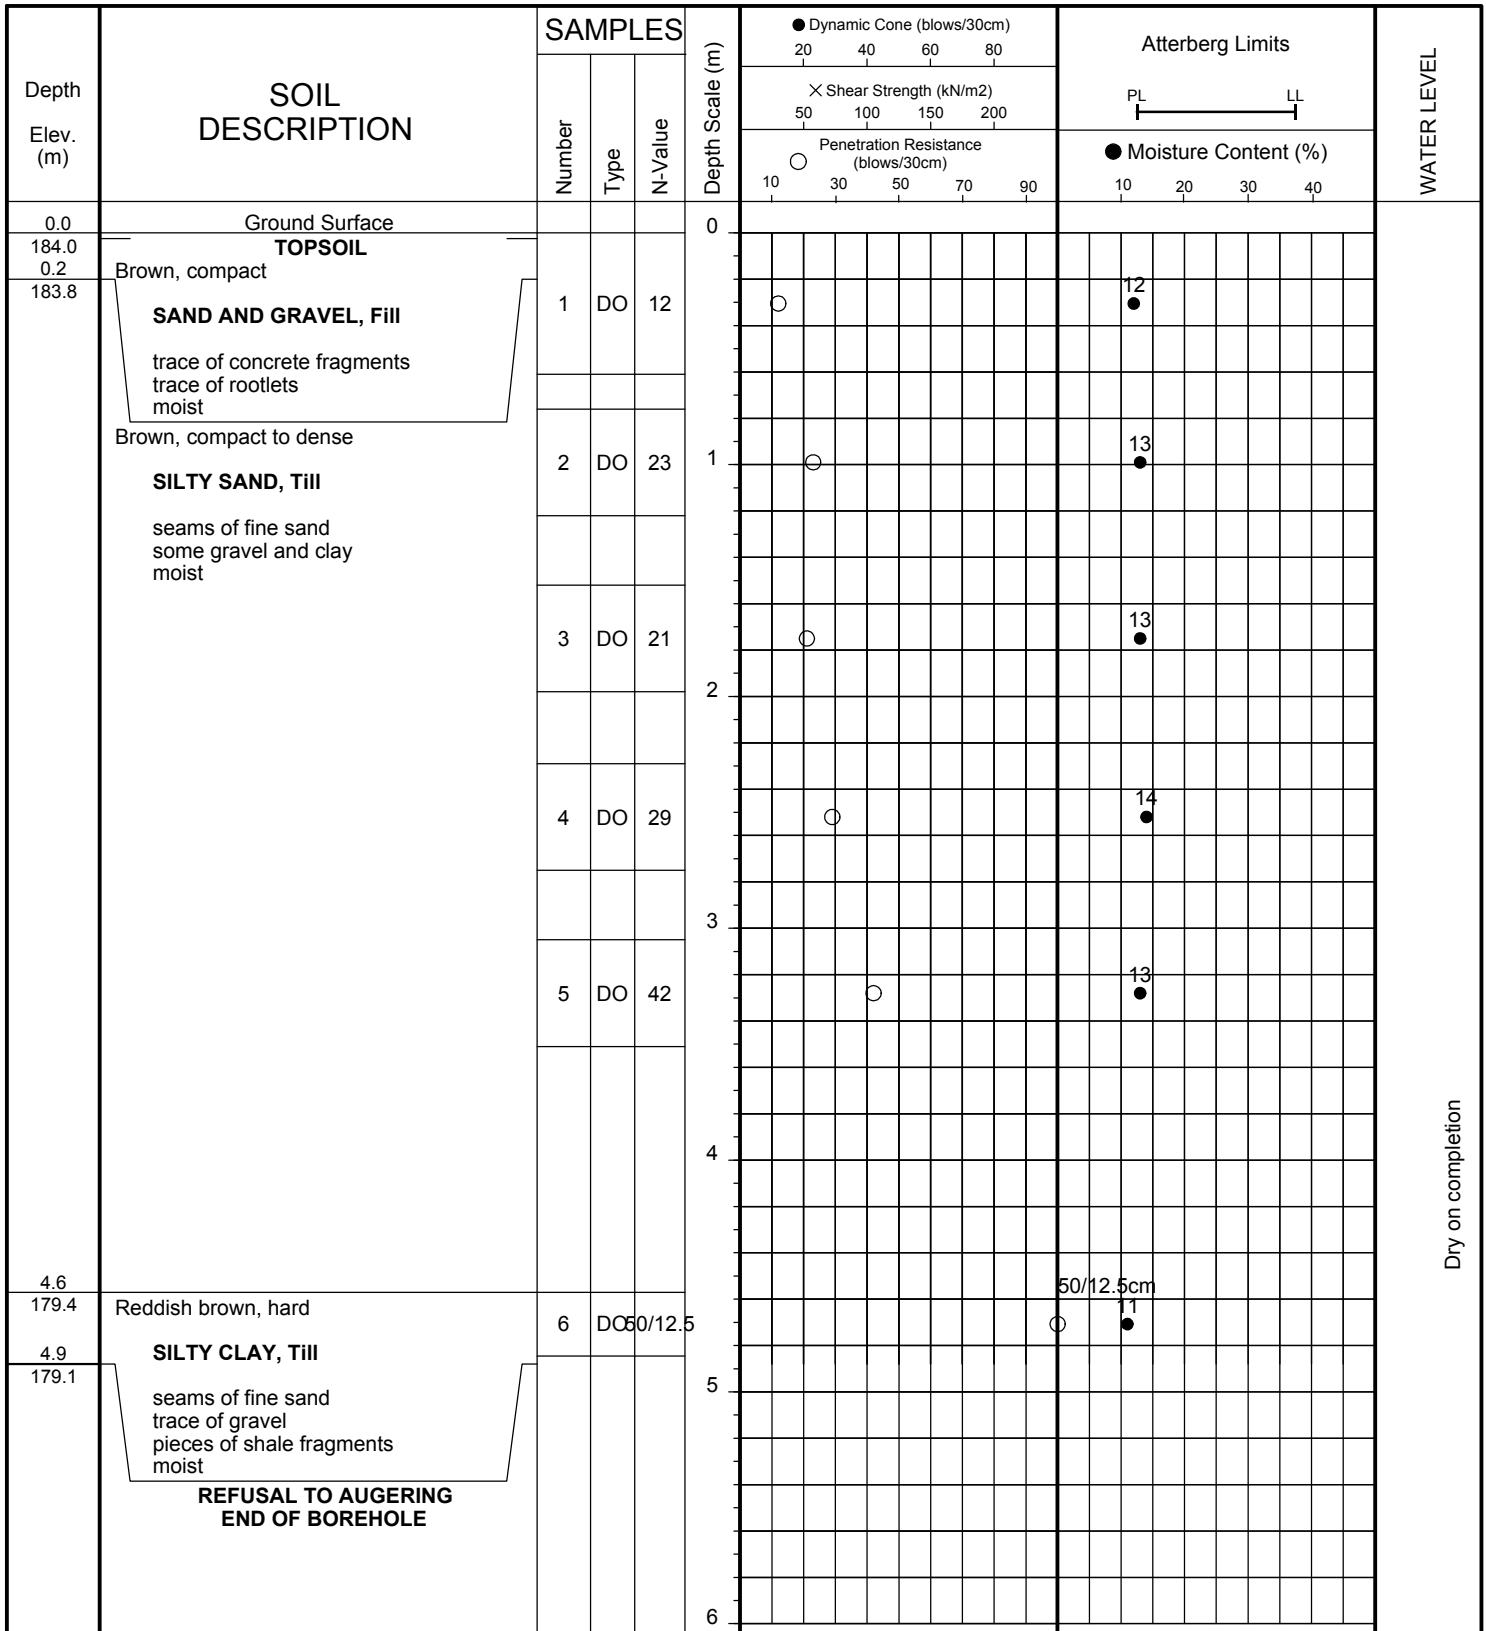 Depth
Elev.
(m)
SOIL
DESCRIPTION
SAMPLES
Number
Type
N-Value
Depth Scale (m)
● Dynamic Cone (blows/30cm)
20 40 60 80
× Shear Strength (kN/m2)
50 100 150 200
○ Penetration Resistance
(blows/30cm)
10 30 50 70 90
Atterberg Limits
PL LL
● Moisture Content (%)
10 20 30 40
WATER LEVEL
0.0 Ground Surface 0
184.0 TOPSOIL
0.2 Brown, compact
183.8
1 DO 12 12
SAND AND GRAVEL, Fill
trace of concrete fragments
trace of rootlets
moist
Brown, compact to dense
2 DO 23 1 13
SILTY SAND, Till
seams of fine sand
some gravel and clay
moist
3 DO 21 13
2
4 DO 29 14
3
5 DO 42 13
4
Dry on completion
4.6
179.4 Reddish brown, hard
6 DO 50/12.5 50/12.5cm 11
4.9 SILTY CLAY, Till
179.1
5
seams of fine sand
trace of gravel
pieces of shale fragments
moist
REFUSAL TO AUGERING
END OF BOREHOLE
6